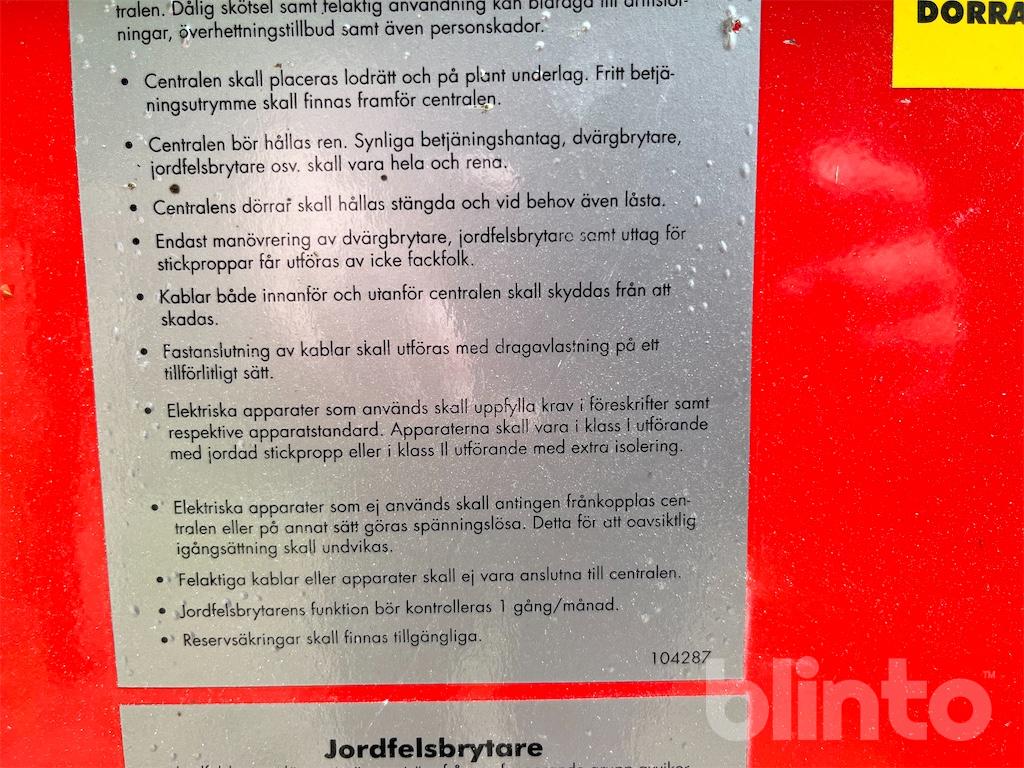 tralen. Dålig skötsel samt felaktig användning kan bidraga till driftstör-
ningar, överhettningstillbud samt även personskador.
• Centralen skall placeras lodrätt och på plant underlag. Fritt betjä-
ningsutrymme skall finnas framför centralen.
• Centralen bör hållas ren. Synliga betjäningshantag, dvärgbrytare,
jordfelsbrytare osv. skall vara hela och rena.
• Centralens dörrar skall hållas stängda och vid behov även låsta.
• Endast manövrering av dvärgbrytare, jordfelsbrytare samt uttag för
stickproppar får utföras av icke fackfolk.
• Kablar både innanför och utanför centralen skall skyddas från att
skadas.
• Fastanslutning av kablar skall utföras med dragavlastning på ett
tillförlitligt sätt.
• Elektriska apparater som används skall uppfylla krav i föreskrifter samt
respektive apparatstandard. Apparaterna skall vara i klass I utförande
med jordad stickpropp eller i klass II utförande med extra isolering.
• Elektriska apparater som ej används skall antingen frånkopplas cen-
tralen eller på annat sätt göras spänningslösa. Detta för att oavsiktlig
igångsättning skall undvikas.
• Felaktiga kablar eller apparater skall ej vara anslutna till centralen.
• Jordfelsbrytarens funktion bör kontrolleras 1 gång/månad.
• Reservsäkringar skall finnas tillgängliga.
104287
Jordfelsbrytare
DÖRRA
blinto™